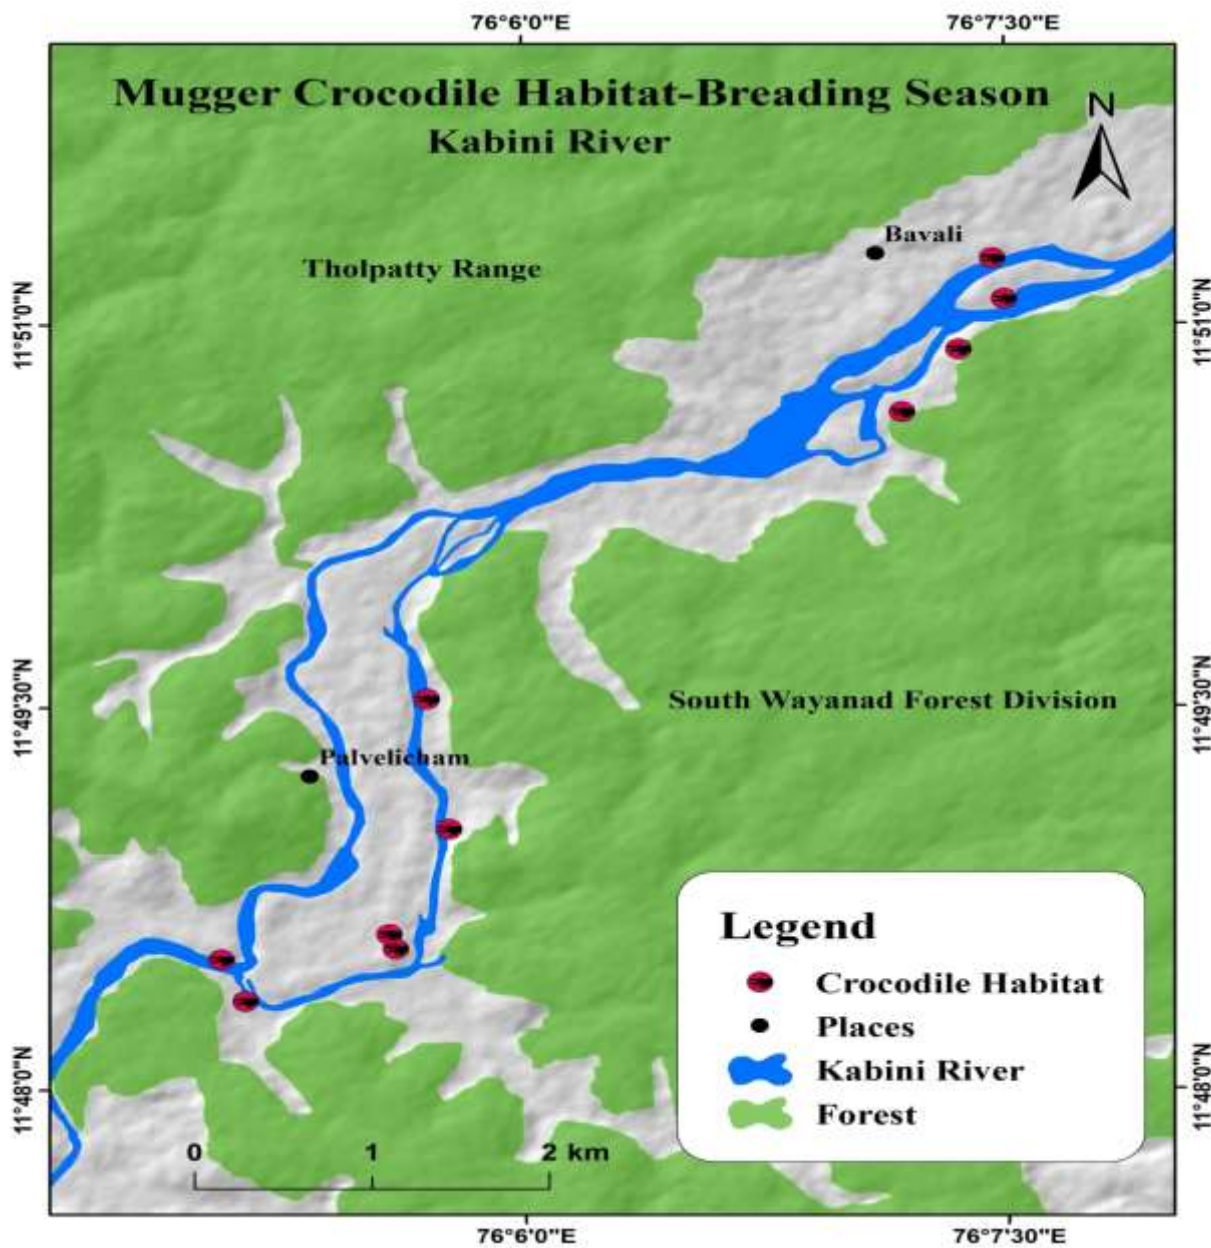 76°6'0"E
76°7'30"E
Mugger Crocodile Habitat-Breading Season
Kabini River
N
Bavali
Tholpatty Range
11°51'0"N
11°51'0"N
South Wayanad Forest Division
11°49'30"N
11°49'30"N
Palvelicham
Legend
Crocodile Habitat
Places
Kabini River
Forest
11°48'0"N
11°48'0"N
0 1 2 km
76°6'0"E
76°7'30"E